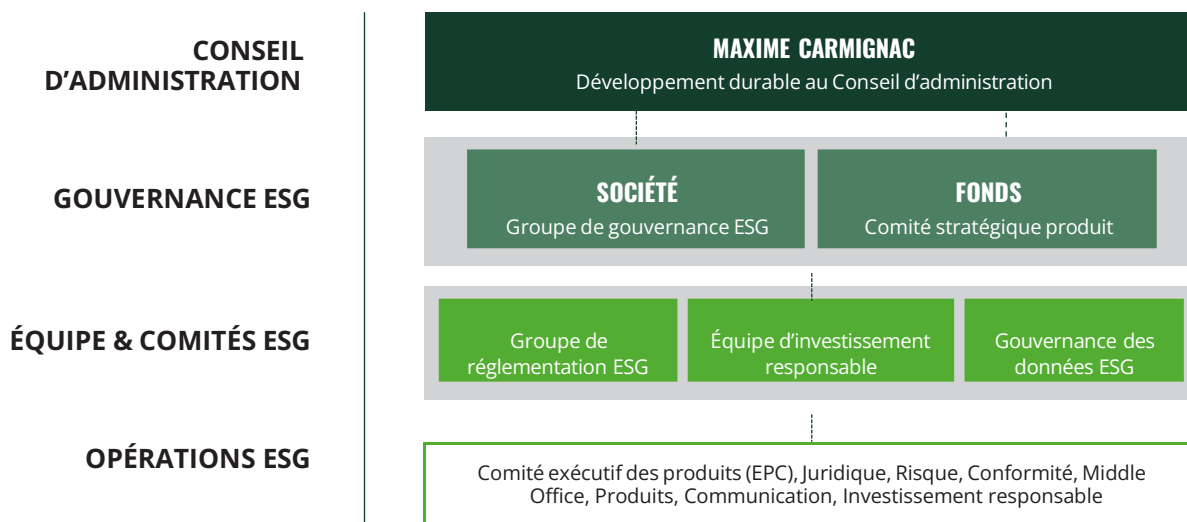 CONSEIL
D’ADMINISTRATION
MAXIME CARMIGNAC
Développement durable au Conseil d’administration
GOUVERNANCE ESG
SOCIÉTÉ
Groupe de gouvernance ESG
FONDS
Comité stratégique produit
ÉQUIPE & COMITÉS ESG
Groupe de
réglementation ESG
Équipe d’investissement
responsable
Gouvernance des
données ESG
OPÉRATIONS ESG
Comité exécutif des produits (EPC), Juridique, Risque, Conformité, Middle
Office, Produits, Communication, Investissement responsable